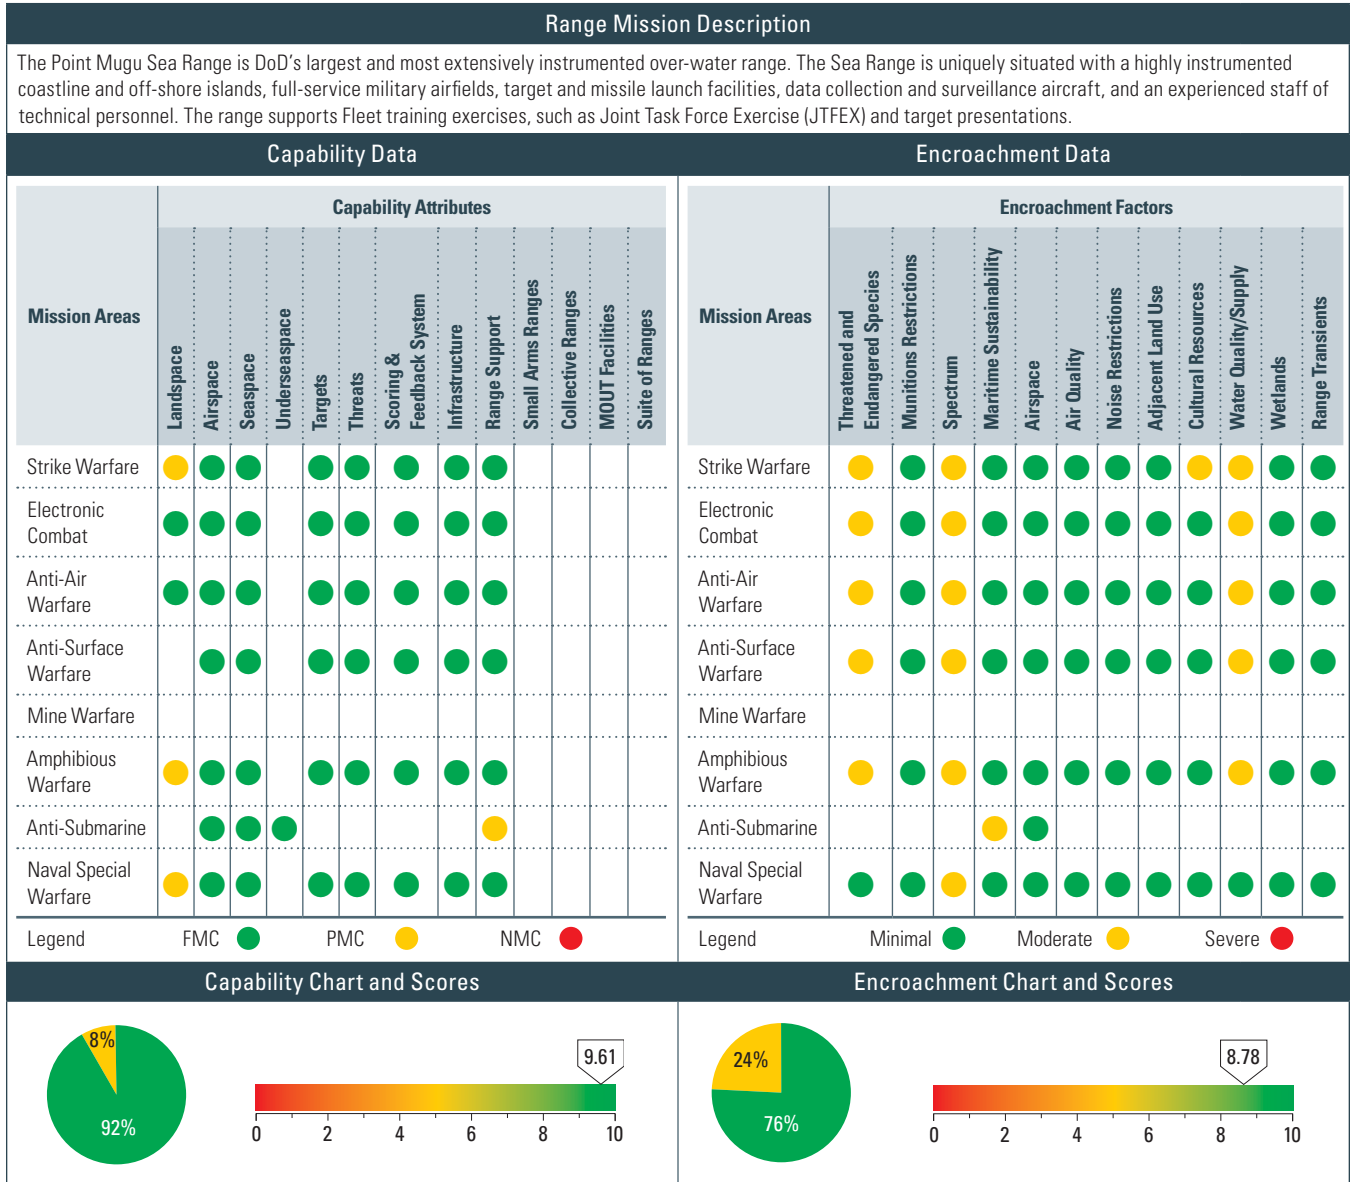 Range Mission Description
The Point Mugu Sea Range is DoD's largest and most extensively instrumented over-water range. The Sea Range is uniquely situated with a highly instrumented
coastline and off-shore islands, full-service military airfields, target and missile launch facilities, data collection and surveillance aircraft, and an experienced staff of
technical personnel. The range supports Fleet training exercises, such as Joint Task Force Exercise (JTFEX) and target presentations.
Capability Data
Mission Areas
Capability Attributes
Landspace
Airspace
Seaspace
Underseaspace
Targets
Threats
Scoring &
Feedback System
Infrastructure
Range Support
Small Arms Ranges
Collective Ranges
MOUT Facilities
Suite of Ranges
Strike Warfare
Electronic
Combat
Anti-Air
Warfare
Anti-Surface
Warfare
Mine Warfare
Amphibious
Warfare
Anti-Submarine
Naval Special
Warfare
Legend FMC PMC NMC
Encroachment Data
Mission Areas
Encroachment Factors
Threatened and
Endangered Species
Munitions Restrictions
Spectrum
Maritime Sustainability
Airspace
Air Quality
Noise Restrictions
Adjacent Land Use
Cultural Resources
Water Quality/Supply
Wetlands
Range Transients
Strike Warfare
Electronic
Combat
Anti-Air
Warfare
Anti-Surface
Warfare
Mine Warfare
Amphibious
Warfare
Anti-Submarine
Naval Special
Warfare
Legend Minimal Moderate Severe
Capability Chart and Scores
8%
92%
9.61
0 2 4 6 8 10
Encroachment Chart and Scores
24%
76%
8.78
0 2 4 6 8 10